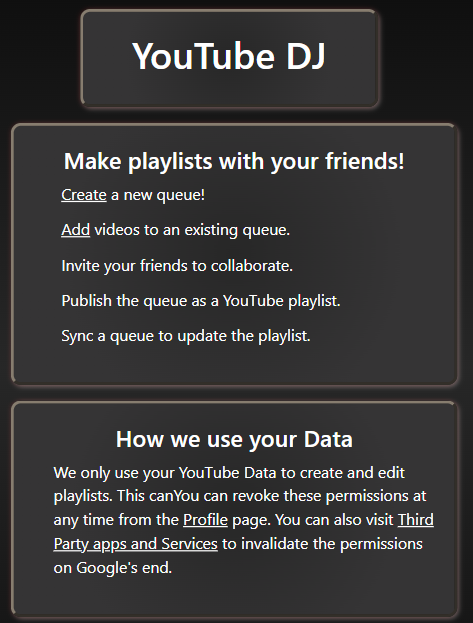 YouTube DJ
Make playlists with your friends!
Create a new queue!
Add videos to an existing queue.
Invite your friends to collaborate.
Publish the queue as a YouTube playlist.
Sync a queue to update the playlist.
How we use your Data
We only use your YouTube Data to create and edit
playlists. This canYou can revoke these permissions at
any time from the Profile page. You can also visit Third
Party apps and Services to invalidate the permissions
on Google's end.